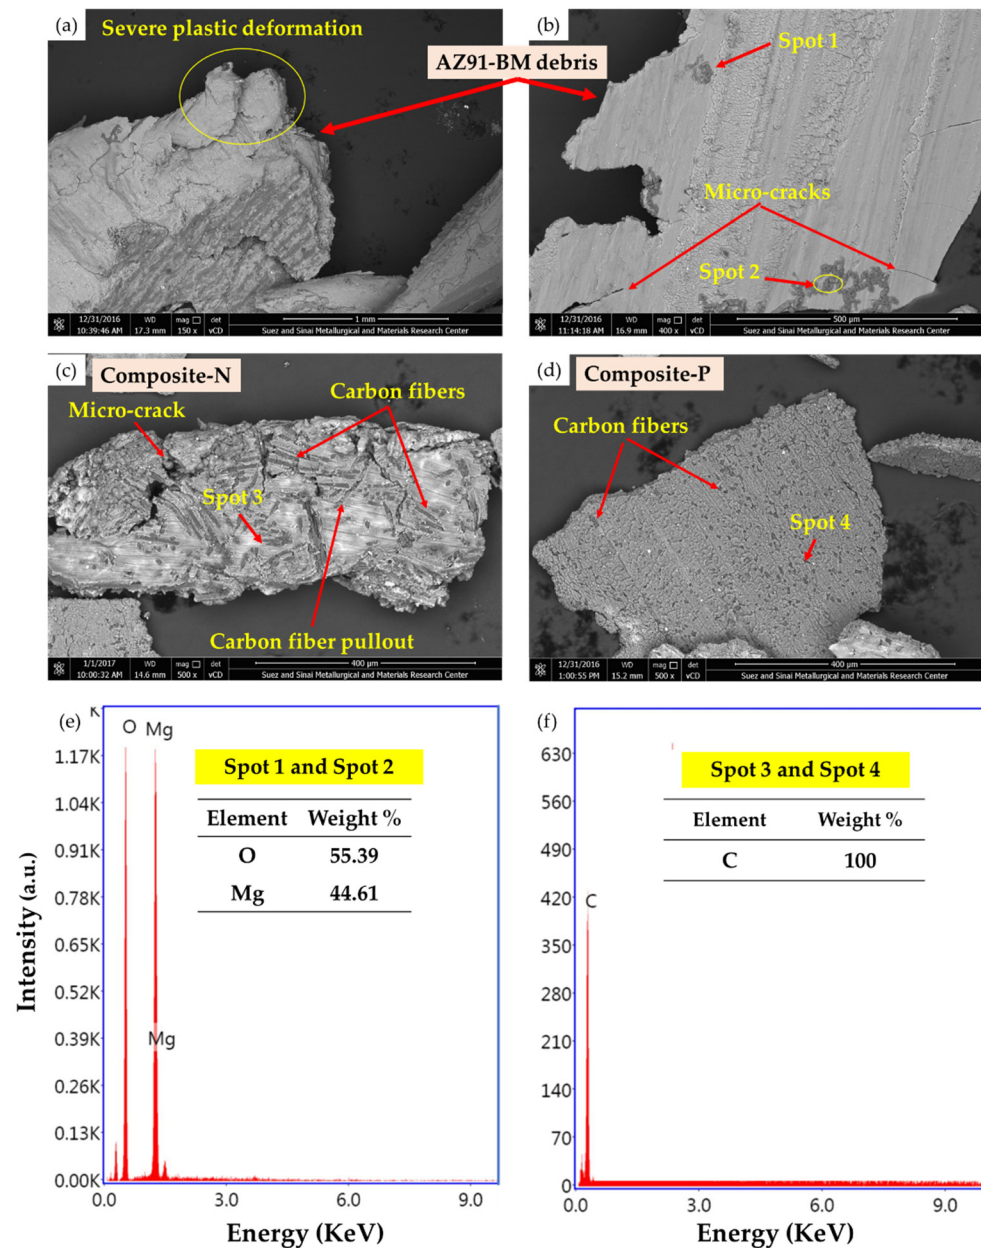 (a)
Severe plastic deformation
AZ91-BM debris
(b)
Spot 1
Micro-cracks
Spot 2
12/31/2016 WD mag det 1 mm
10:39:46 AM 17.3 mm 150 x vCD Suez and Sinai Metallurgical and Materials Research Center
12/31/2016 WD mag det 500 µm
11:14:18 AM 16.9 mm 400 x vCD Suez and Sinai Metallurgical and Materials Research Center
(c)
Composite-N
Carbon fibers
Micro-crack
Spot 3
Carbon fiber pullout
1/1/2017 WD mag det 400 µm
10:00:32 AM 14.6 mm 500 x vCD Suez and Sinai Metallurgical and Materials Research Center
(d)
Composite-P
Carbon fibers
Spot 4
12/31/2016 WD mag det 400 µm
1:00:55 PM 15.2 mm 500 x vCD Suez and Sinai Metallurgical and Materials Research Center
(e)
K
O Mg
1.17K
1.04K
0.91K
0.78K
0.65K
0.52K
0.39K
0.26K
0.13K
0.00K
Mg
Spot 1 and Spot 2
Element Weight %
O 55.39
Mg 44.61
0.0 3.0 6.0 9.0
Energy (KeV)
Intensity (a.u.)
(f)
630
560
490
420
350
280
210
140
70
0
C
Spot 3 and Spot 4
Element Weight %
C 100
0.0 3.0 6.0 9.0
Energy (KeV)